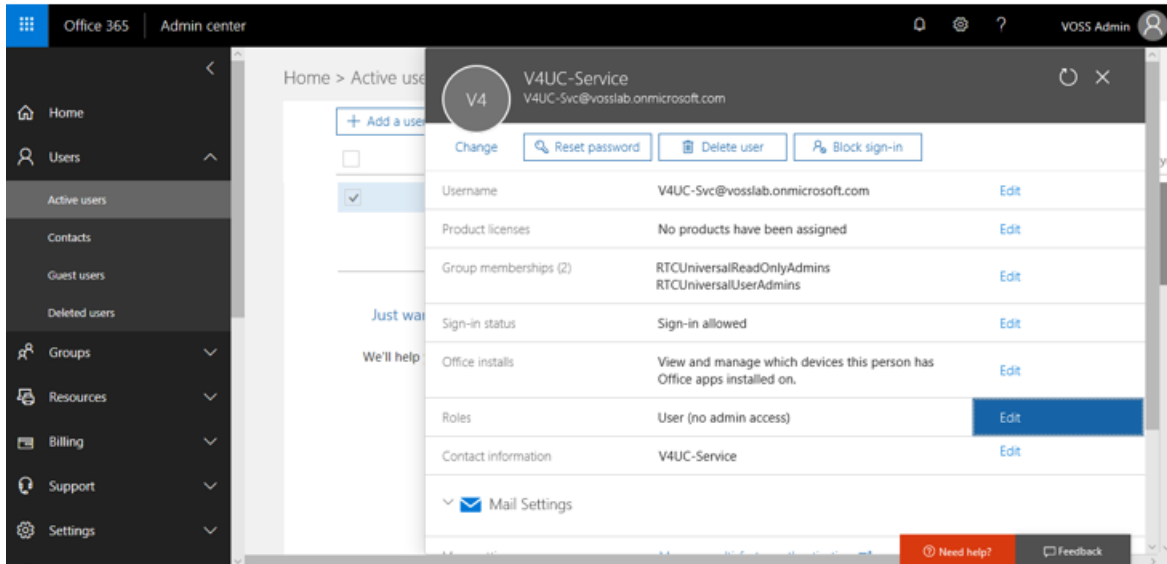 Office 365 Admin center VOSS Admin
Home
Users
Active users
Contacts
Guest users
Deleted users
Groups
Resources
Billing
Support
Settings
Home > Active use
+ Add a use
Just wan
We'll help
V4
V4UC-Service
V4UC-Svc@vosslab.onmicrosoft.com
Change Reset password Delete user Block sign-in
Username V4UC-Svc@vosslab.onmicrosoft.com Edit
Product licenses No products have been assigned Edit
Group memberships (2) RTCUniversalReadOnlyAdmins
RTCUniversalUserAdmins Edit
Sign-in status Sign-in allowed Edit
Office installs View and manage which devices this person has
Office apps installed on. Edit
Roles User (no admin access) Edit
Contact information V4UC-Service Edit
Mail Settings
Need help? Feedback